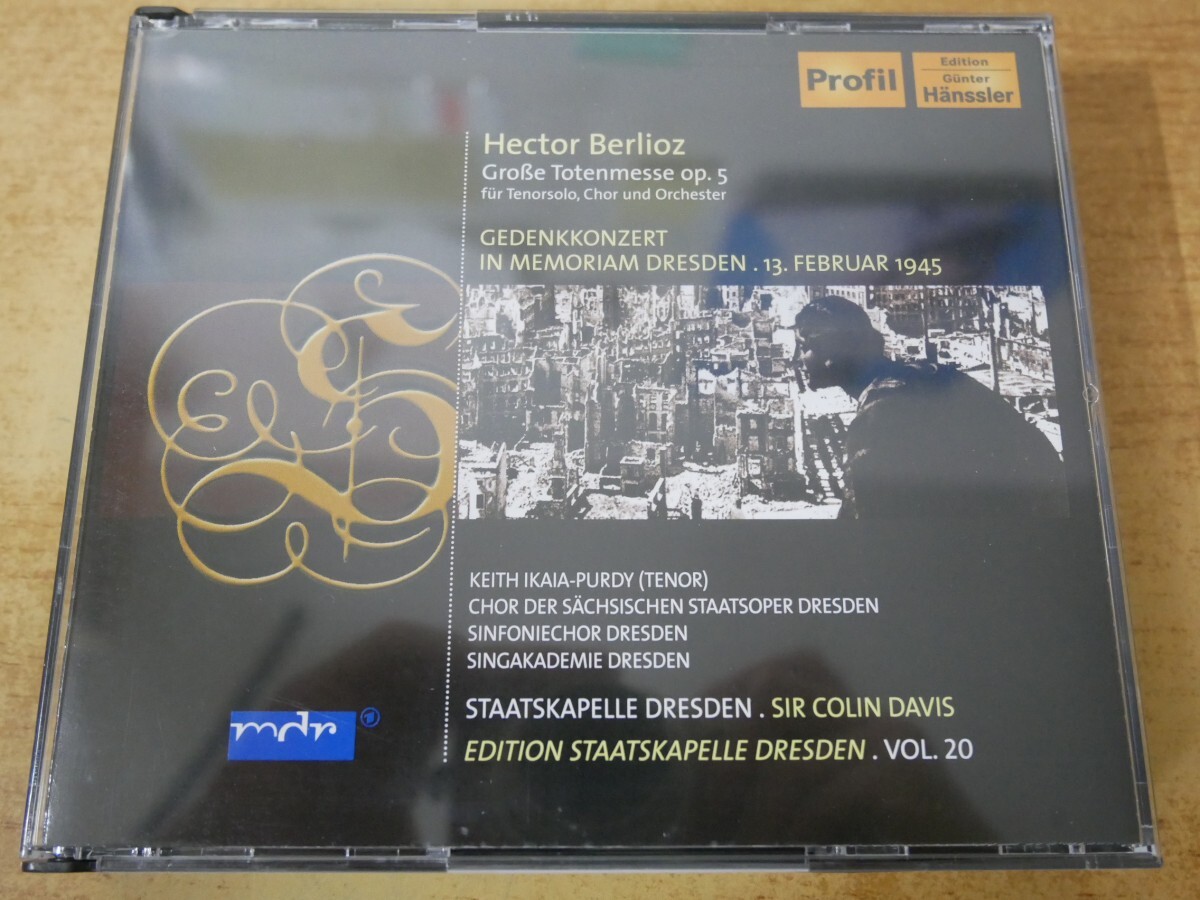 Profil
Edition
Günter
Hänssler
Hector Berlioz
Große Totenmesse op. 5
für Tenorsolo, Chor und Orchester
GEDENKKONZERT
IN MEMORIAM DRESDEN . 13. FEBRUAR 1945
KEITH IKAIA-PURDY (TENOR)
CHOR DER SÄCHSISCHEN STAATSOPER DRESDEN
SINFONIECHOR DRESDEN
SINGAKADEMIE DRESDEN
STAATSKAPELLE DRESDEN . SIR COLIN DAVIS
EDITION STAATSKAPELLE DRESDEN . VOL. 20
mdr